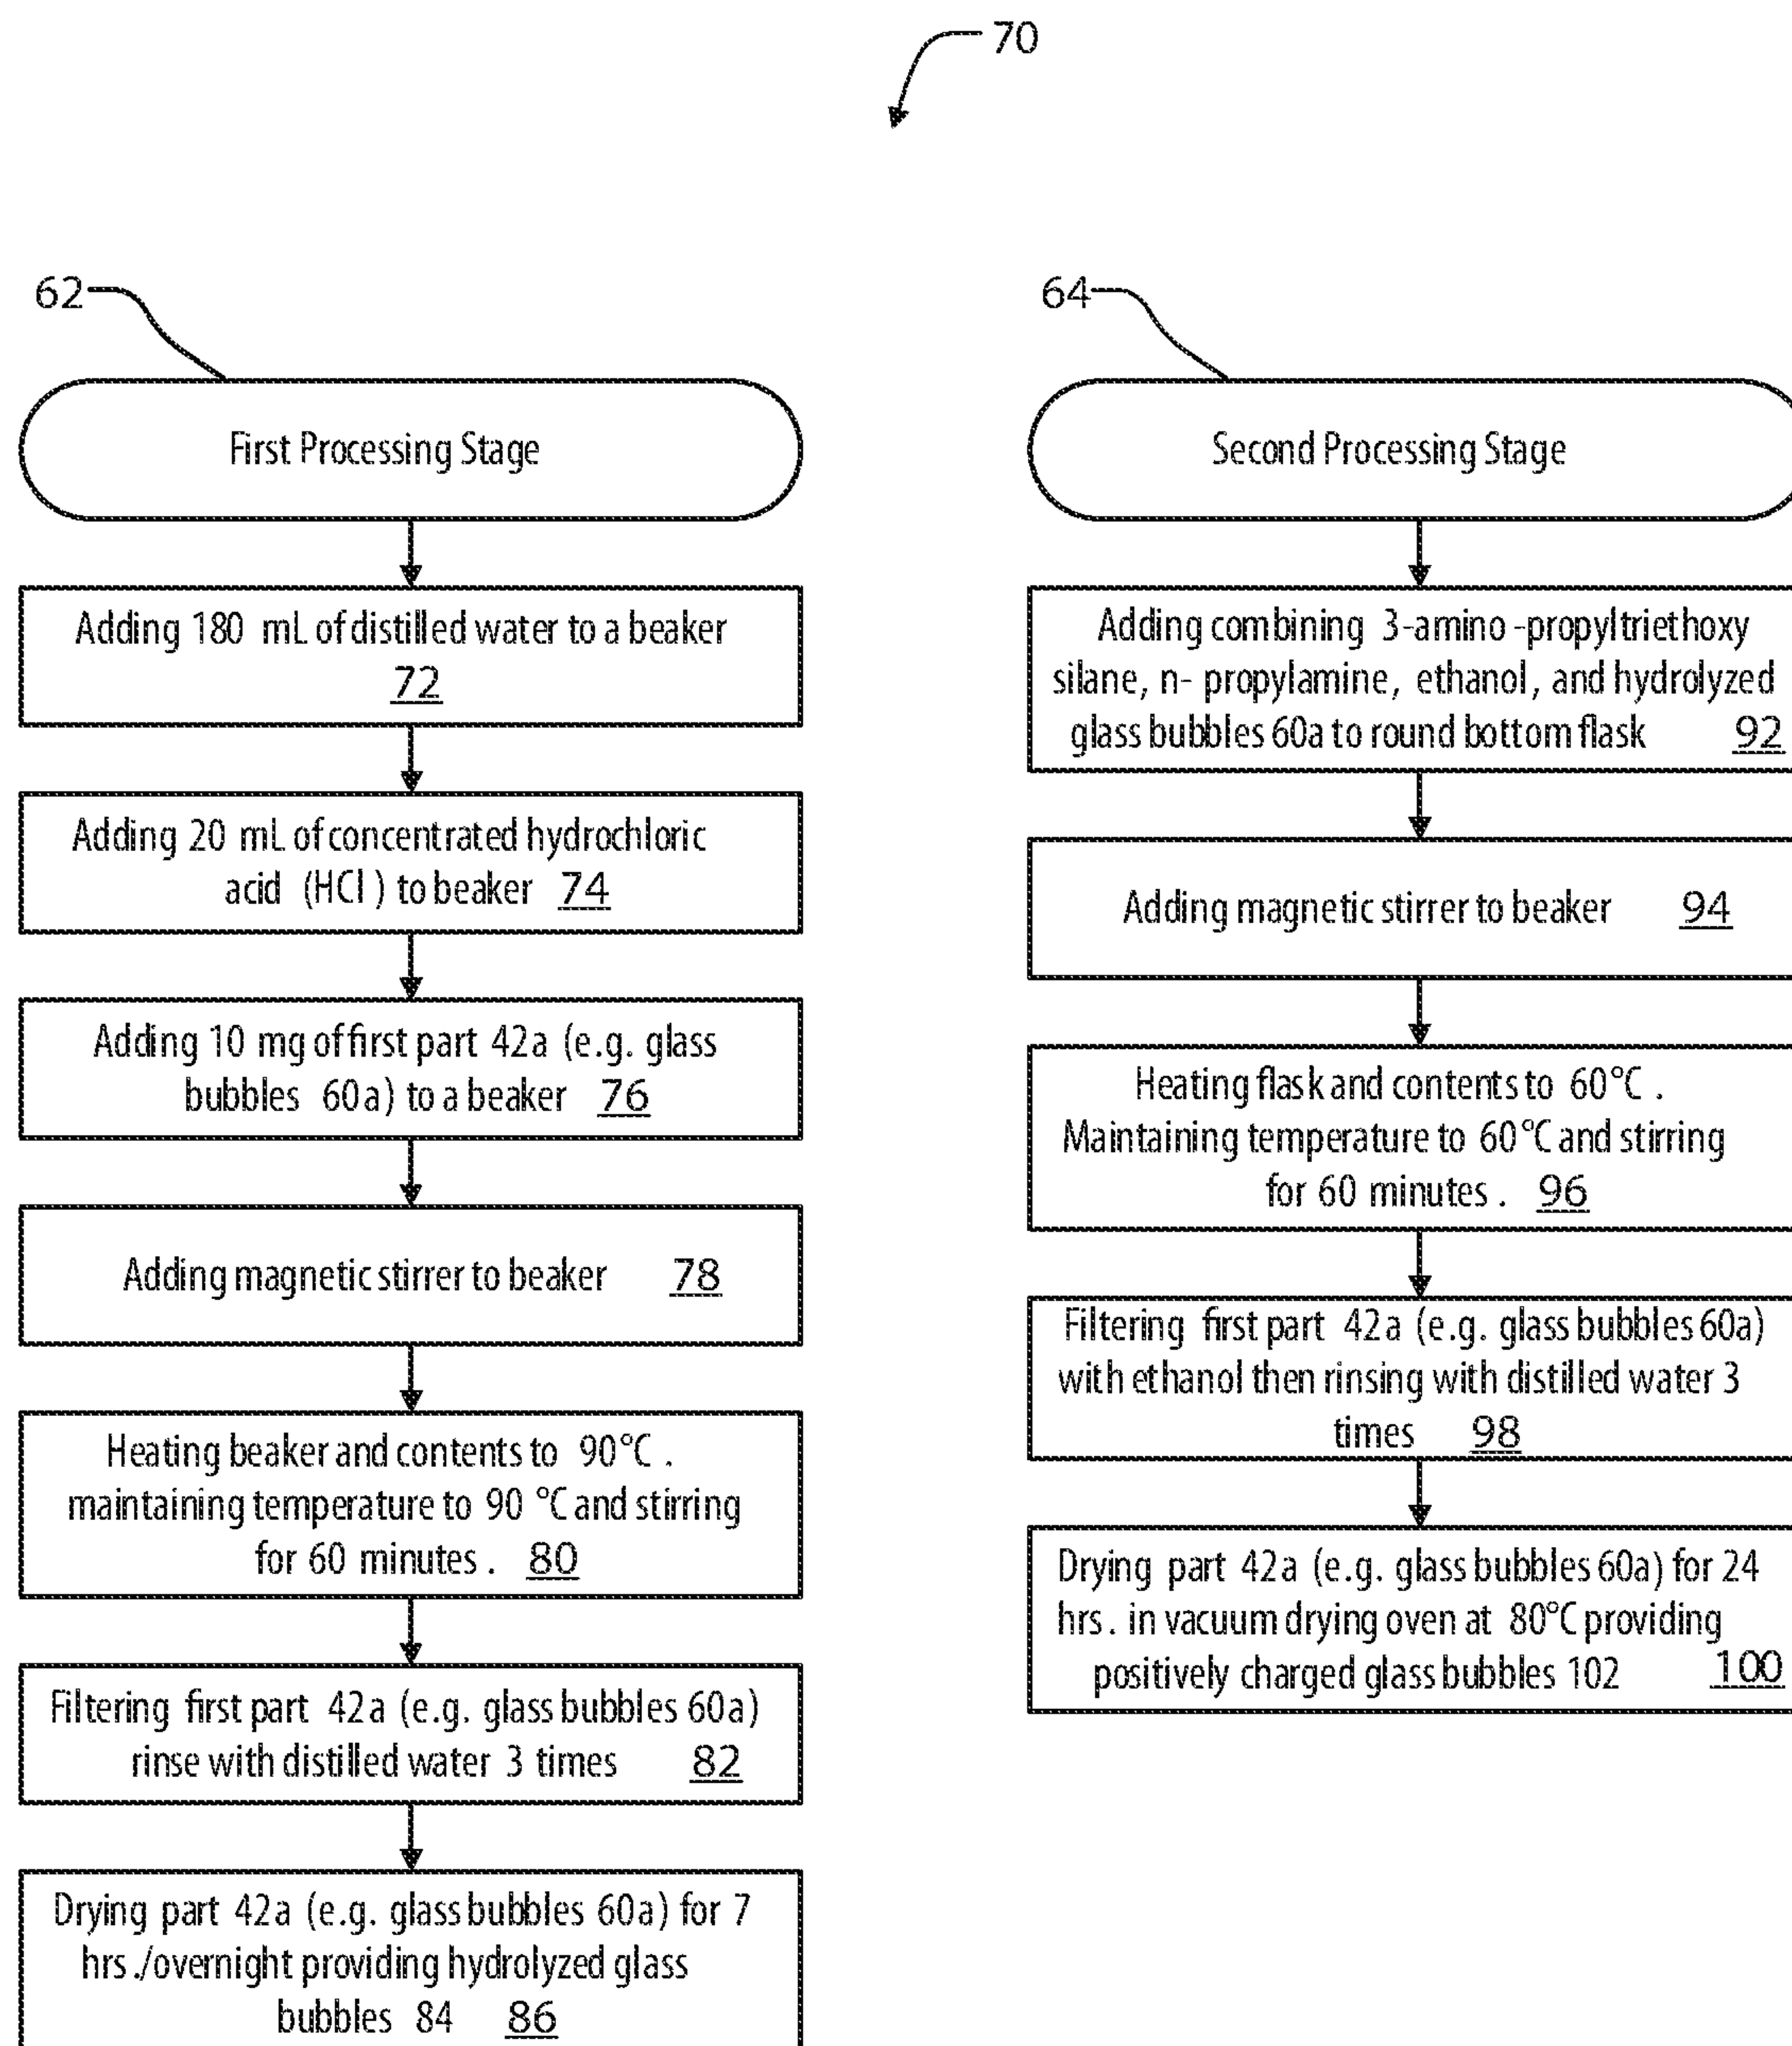 70
62
First Processing Stage
Adding 180 mL of distilled water to a beaker
72
Adding 20 mL of concentrated hydrochloric
acid (HCl) to beaker 74
Adding 10 mg of first part 42a (e.g. glass
bubbles 60a) to a beaker 76
Adding magnetic stirrer to beaker 78
Heating beaker and contents to 90°C.
maintaining temperature to 90 °C and stirring
for 60 minutes. 80
Filtering first part 42a (e.g. glass bubbles 60a)
rinse with distilled water 3 times 82
Drying part 42a (e.g. glass bubbles 60a) for 7
hrs./overnight providing hydrolyzed glass
bubbles 84 86
64
Second Processing Stage
Adding combining 3-amino-propyltriethoxy
silane, n- propylamine, ethanol, and hydrolyzed
glass bubbles 60a to round bottom flask 92
Adding magnetic stirrer to beaker 94
Heating flask and contents to 60°C.
Maintaining temperature to 60°C and stirring
for 60 minutes. 96
Filtering first part 42a (e.g. glass bubbles 60a)
with ethanol then rinsing with distilled water 3
times 98
Drying part 42a (e.g. glass bubbles 60a) for 24
hrs. in vacuum drying oven at 80°C providing
positively charged glass bubbles 102 100